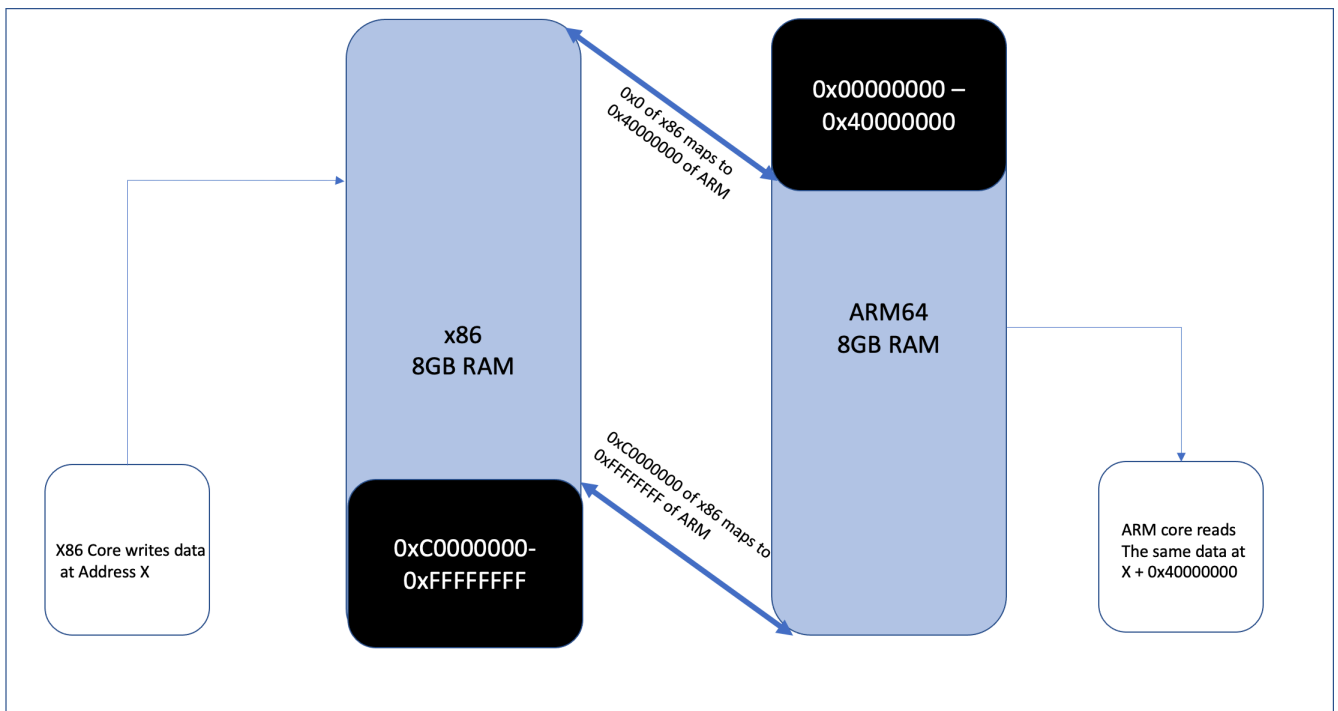 0x00000000 –
0x40000000
0x0 of x86 maps to
0x40000000 of ARM
x86
8GB RAM
ARM64
8GB RAM
0xC0000000 of x86 maps to
0xFFFFFFFF of ARM
0xC0000000-
0xFFFFFFFF
X86 Core writes data
at Address X
ARM core reads
The same data at
X + 0x40000000